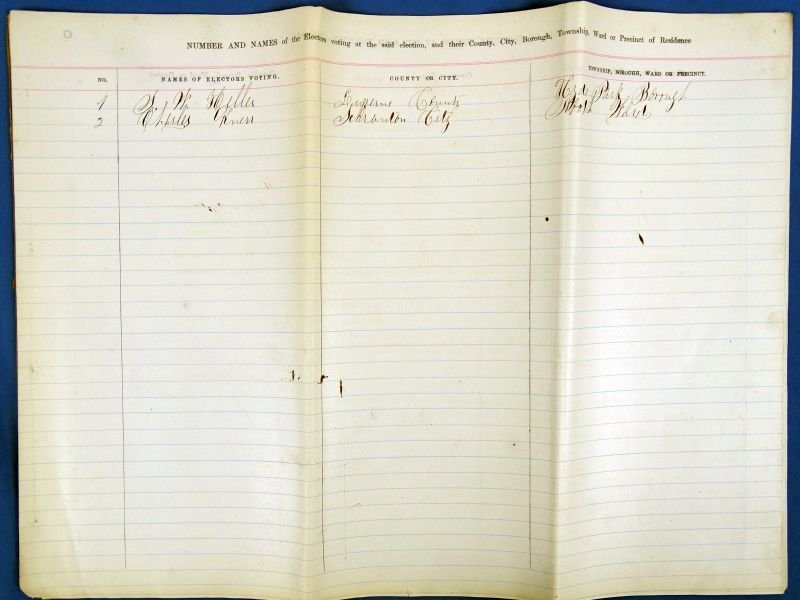 NUMBER AND NAMES of the Electors voting at the said election, and their County, City, Borough, Township, Ward or Precinct of Residence
NO. NAMES OF ELECTORS VOTING. COUNTY OR CITY. TOWNSHIP, BOROUGH, WARD OR PRECINCT.
1 Luzerne County Hyde Park Borough
2 Charles Scranton City Ward